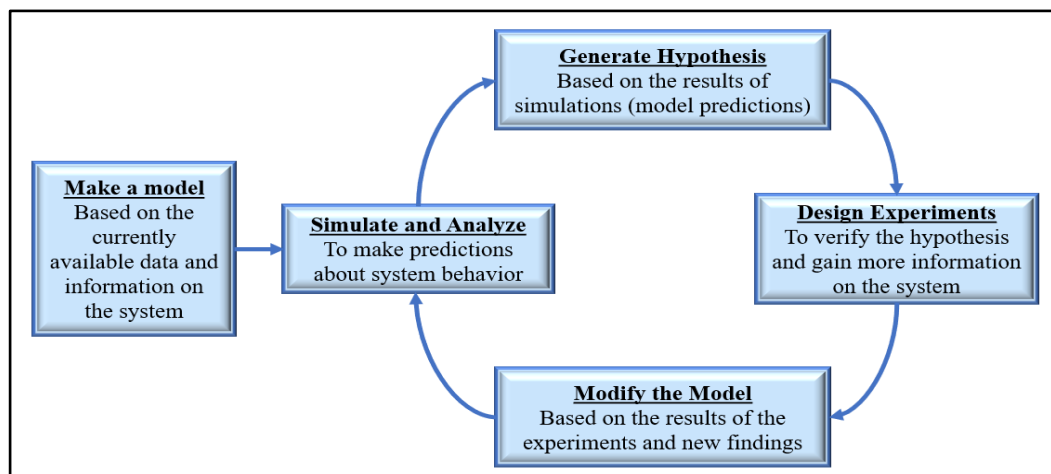 Generate Hypothesis
Based on the results of
simulations (model predictions)
Make a model
Based on the
currently
available data and
information on
the system
Simulate and Analyze
To make predictions
about system behavior
Design Experiments
To verify the hypothesis
and gain more information
on the system
Modify the Model
Based on the results of the
experiments and new findings